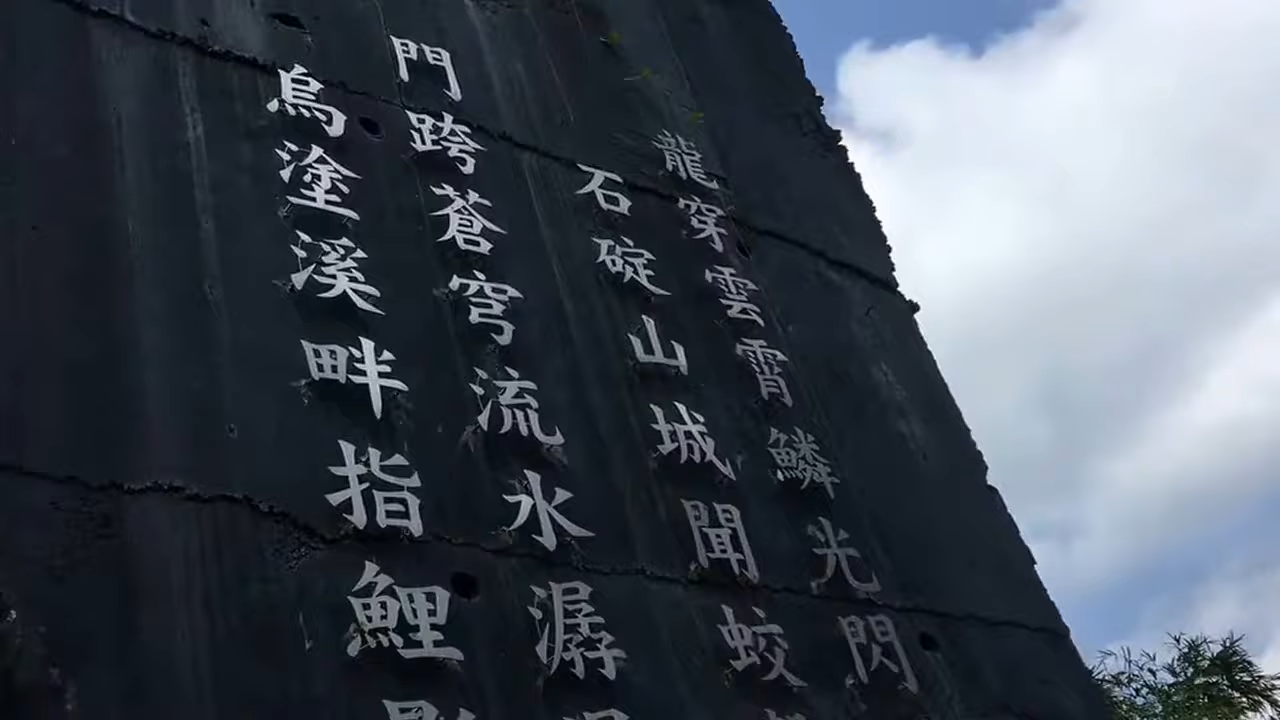 龍穿雲霄鱗光閃
石碇山城聞蛟
門跨蒼穹流水潺
烏塗溪畔指鯉